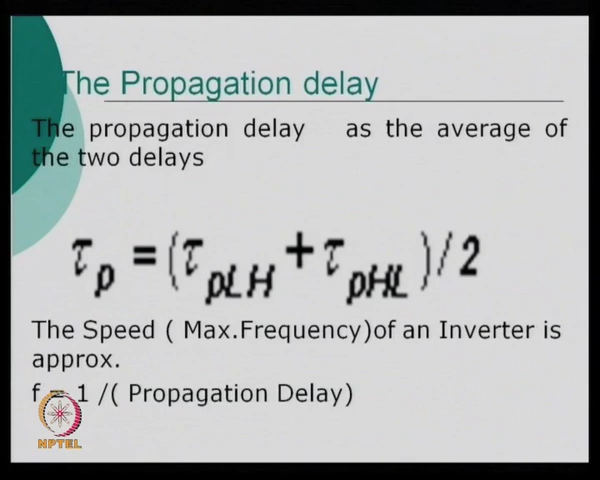 The Propagation delay
The propagation delay as the average of
the two delays
τp = (τpLH + τpHL)/2
The Speed ( Max.Frequency)of an Inverter is
approx.
f = 1 /( Propagation Delay)
NPTEL